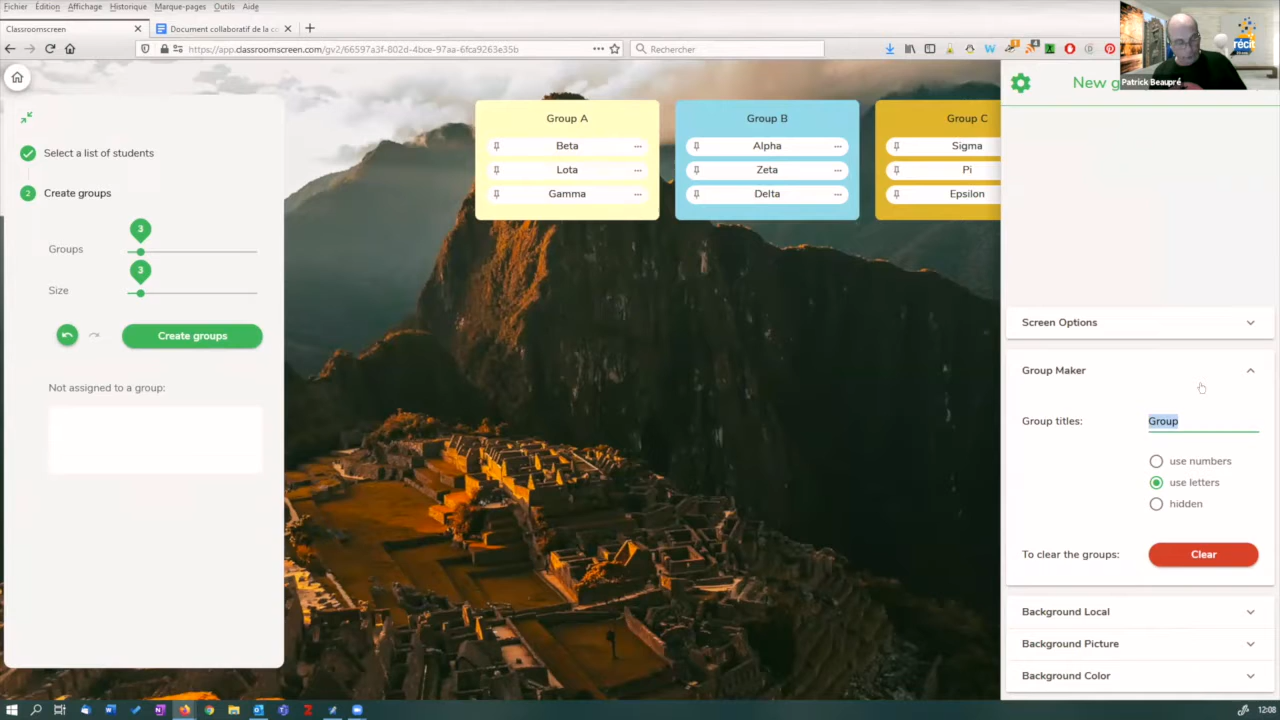 Fichier Édition Affichage Historique Marque-pages Outils Aide
Classroomscreen
Document collaboratif de la c
https://app.classroomscreen.com/gv2/66597a3f-802d-4bce-97aa-6fca9263e35b
Rechercher
récit
Patrick Beaupré
New g
Select a list of students
2 Create groups
3
Groups
3
Size
Create groups
Not assigned to a group:
Group A
Beta
Lota
Gamma
Group B
Alpha
Zeta
Delta
Group C
Sigma
Pi
Epsilon
Screen Options
Group Maker
Group titles: Group
use numbers
use letters
hidden
To clear the groups: Clear
Background Local
Background Picture
Background Color
12:08